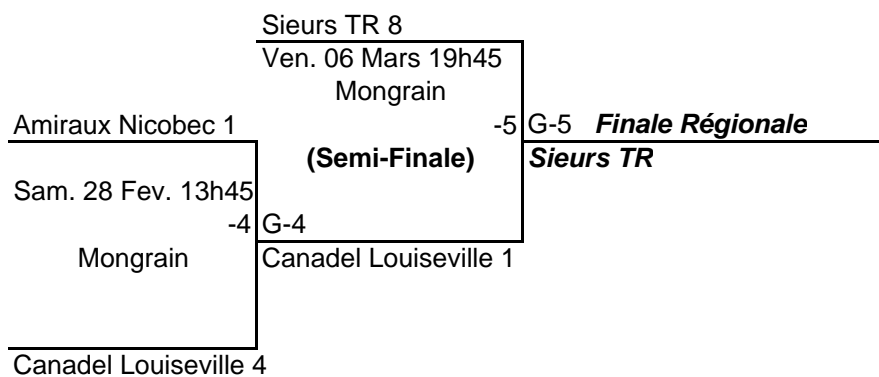 Sieurs TR 8
Ven. 06 Mars 19h45
Mongrain
Amiraux Nicobec 1
-5 G-5 Finale Régionale
(Semi-Finale)
Sieurs TR
Sam. 28 Fev. 13h45
-4 G-4
Mongrain
Canadel Louiseville 1
Canadel Louiseville 4